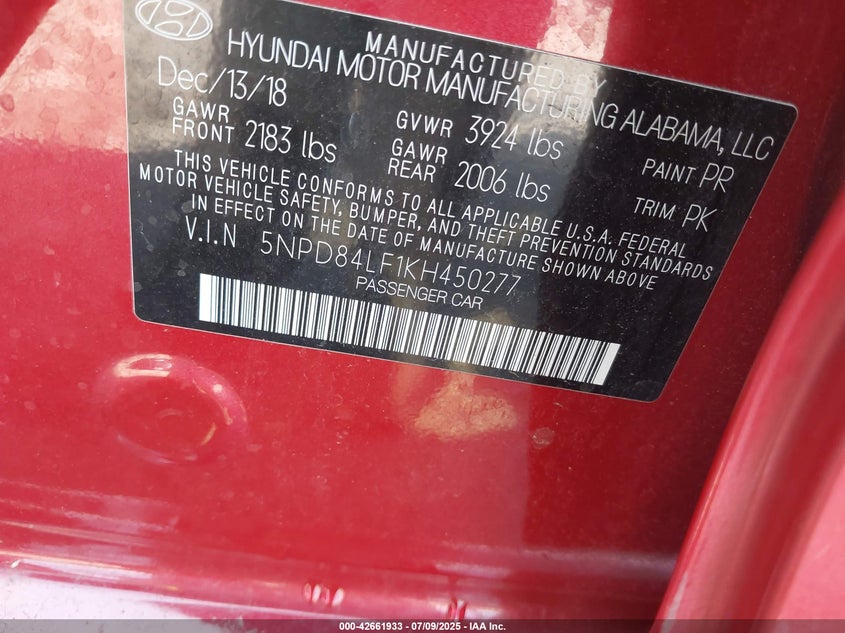 MANUFACTURED BY
HYUNDAI MOTOR MANUFACTURING ALABAMA, LLC
Dec/13/18
GVWR 3924 lbs
PAINT PR
GAWR FRONT 2183 lbs
GAWR REAR 2006 lbs
TRIM PK
THIS VEHICLE CONFORMS TO ALL APPLICABLE U.S.A. FEDERAL
MOTOR VEHICLE SAFETY, BUMPER, AND THEFT PREVENTION STANDARDS
IN EFFECT ON THE DATE OF MANUFACTURE SHOWN ABOVE
V.I.N 5NPD84LF1KH450277
PASSENGER CAR
000-42661933 - 07/09/2025 - IAA Inc.